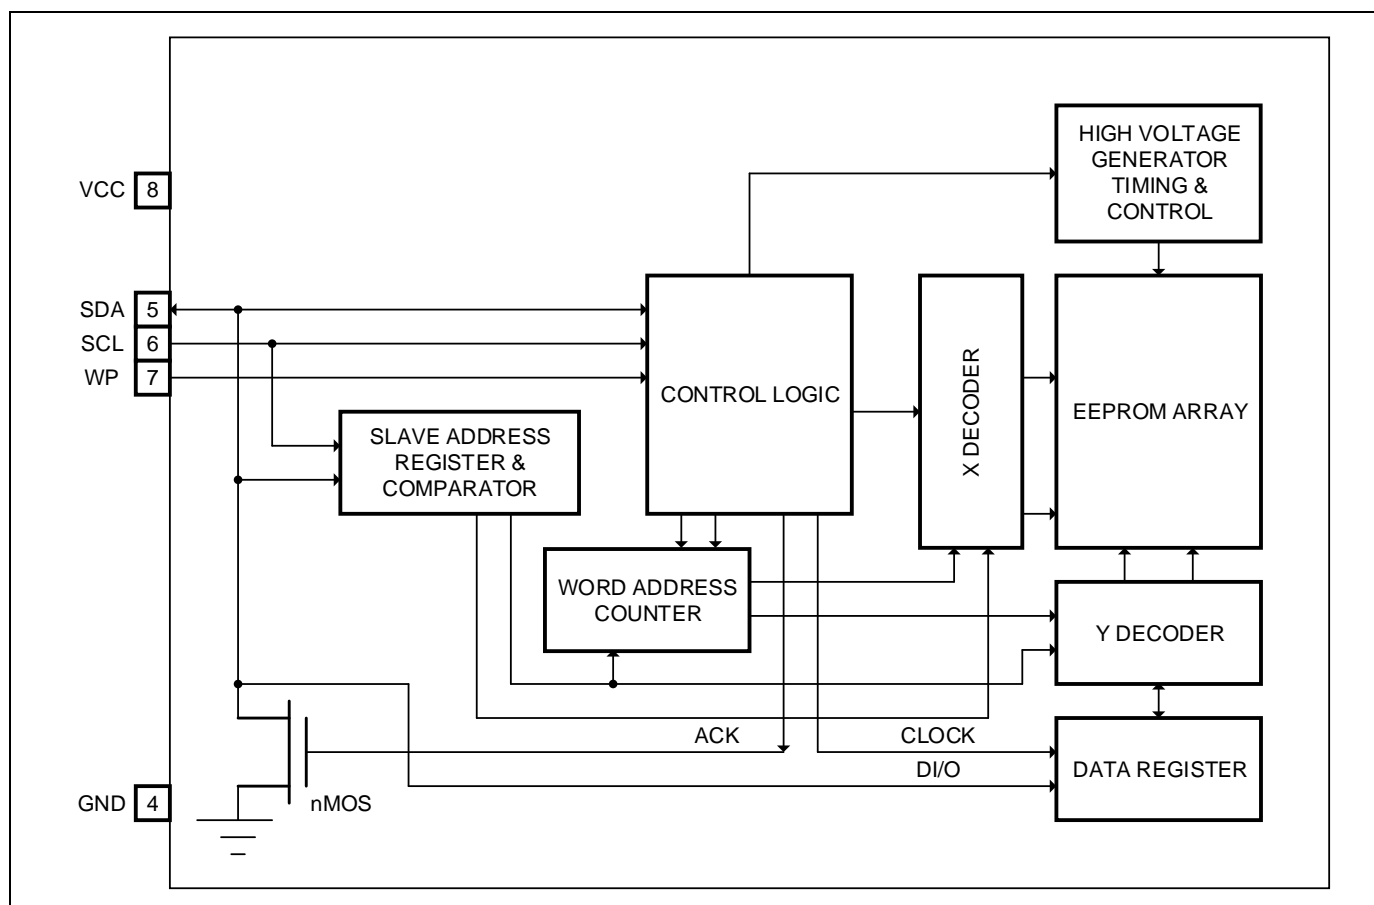 HIGH VOLTAGE
GENERATOR
TIMING &
CONTROL
VCC 8
SDA 5
SCL 6
WP 7
CONTROL LOGIC
X DECODER
EEPROM ARRAY
SLAVE ADDRESS
REGISTER &
COMPARATOR
WORD ADDRESS
COUNTER
Y DECODER
ACK
CLOCK
DI/O
DATA REGISTER
GND 4
nMOS